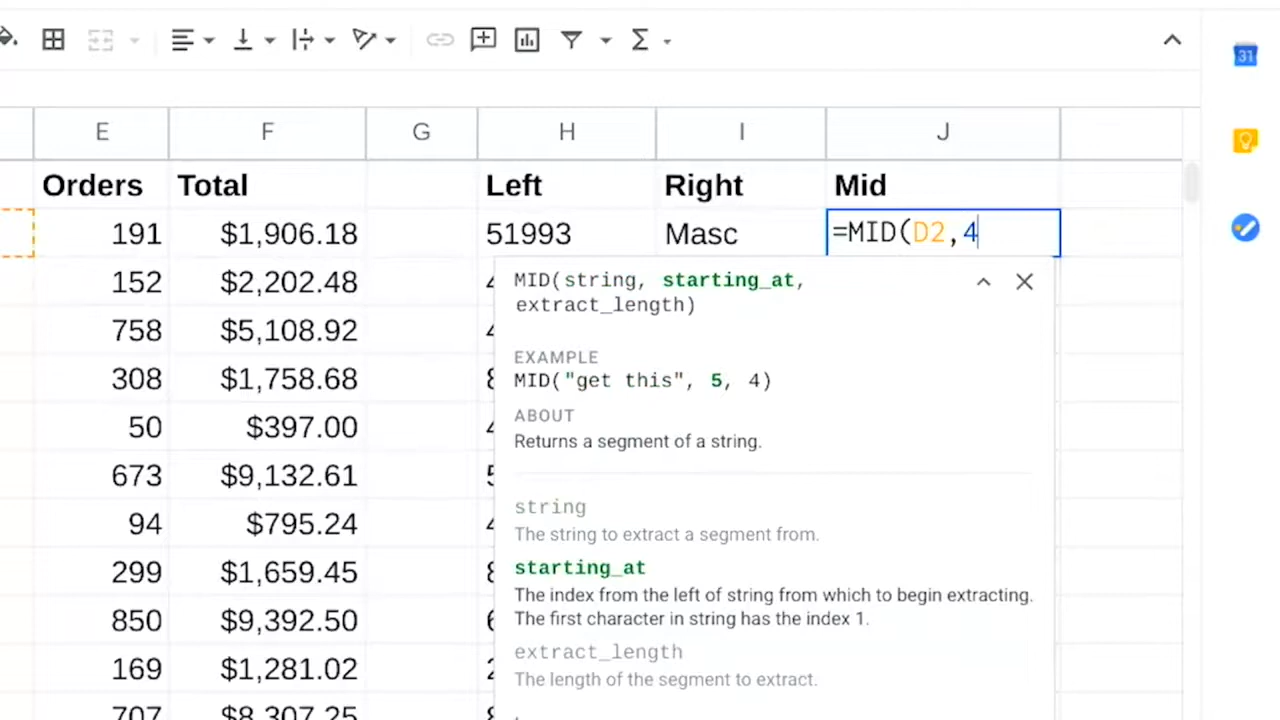 31
E F G H I J
Orders Total Left Right Mid
191 $1,906.18 51993 Masc =MID(D2,4
152 $2,202.48
758 $5,108.92
308 $1,758.68
50 $397.00
673 $9,132.61
94 $795.24
299 $1,659.45
850 $9,392.50
169 $1,281.02
707 $8,307.25
MID(string, starting_at,
extract_length)
EXAMPLE
MID("get this", 5, 4)
ABOUT
Returns a segment of a string.
string
The string to extract a segment from.
starting_at
The index from the left of string from which to begin extracting.
The first character in string has the index 1.
extract_length
The length of the segment to extract.